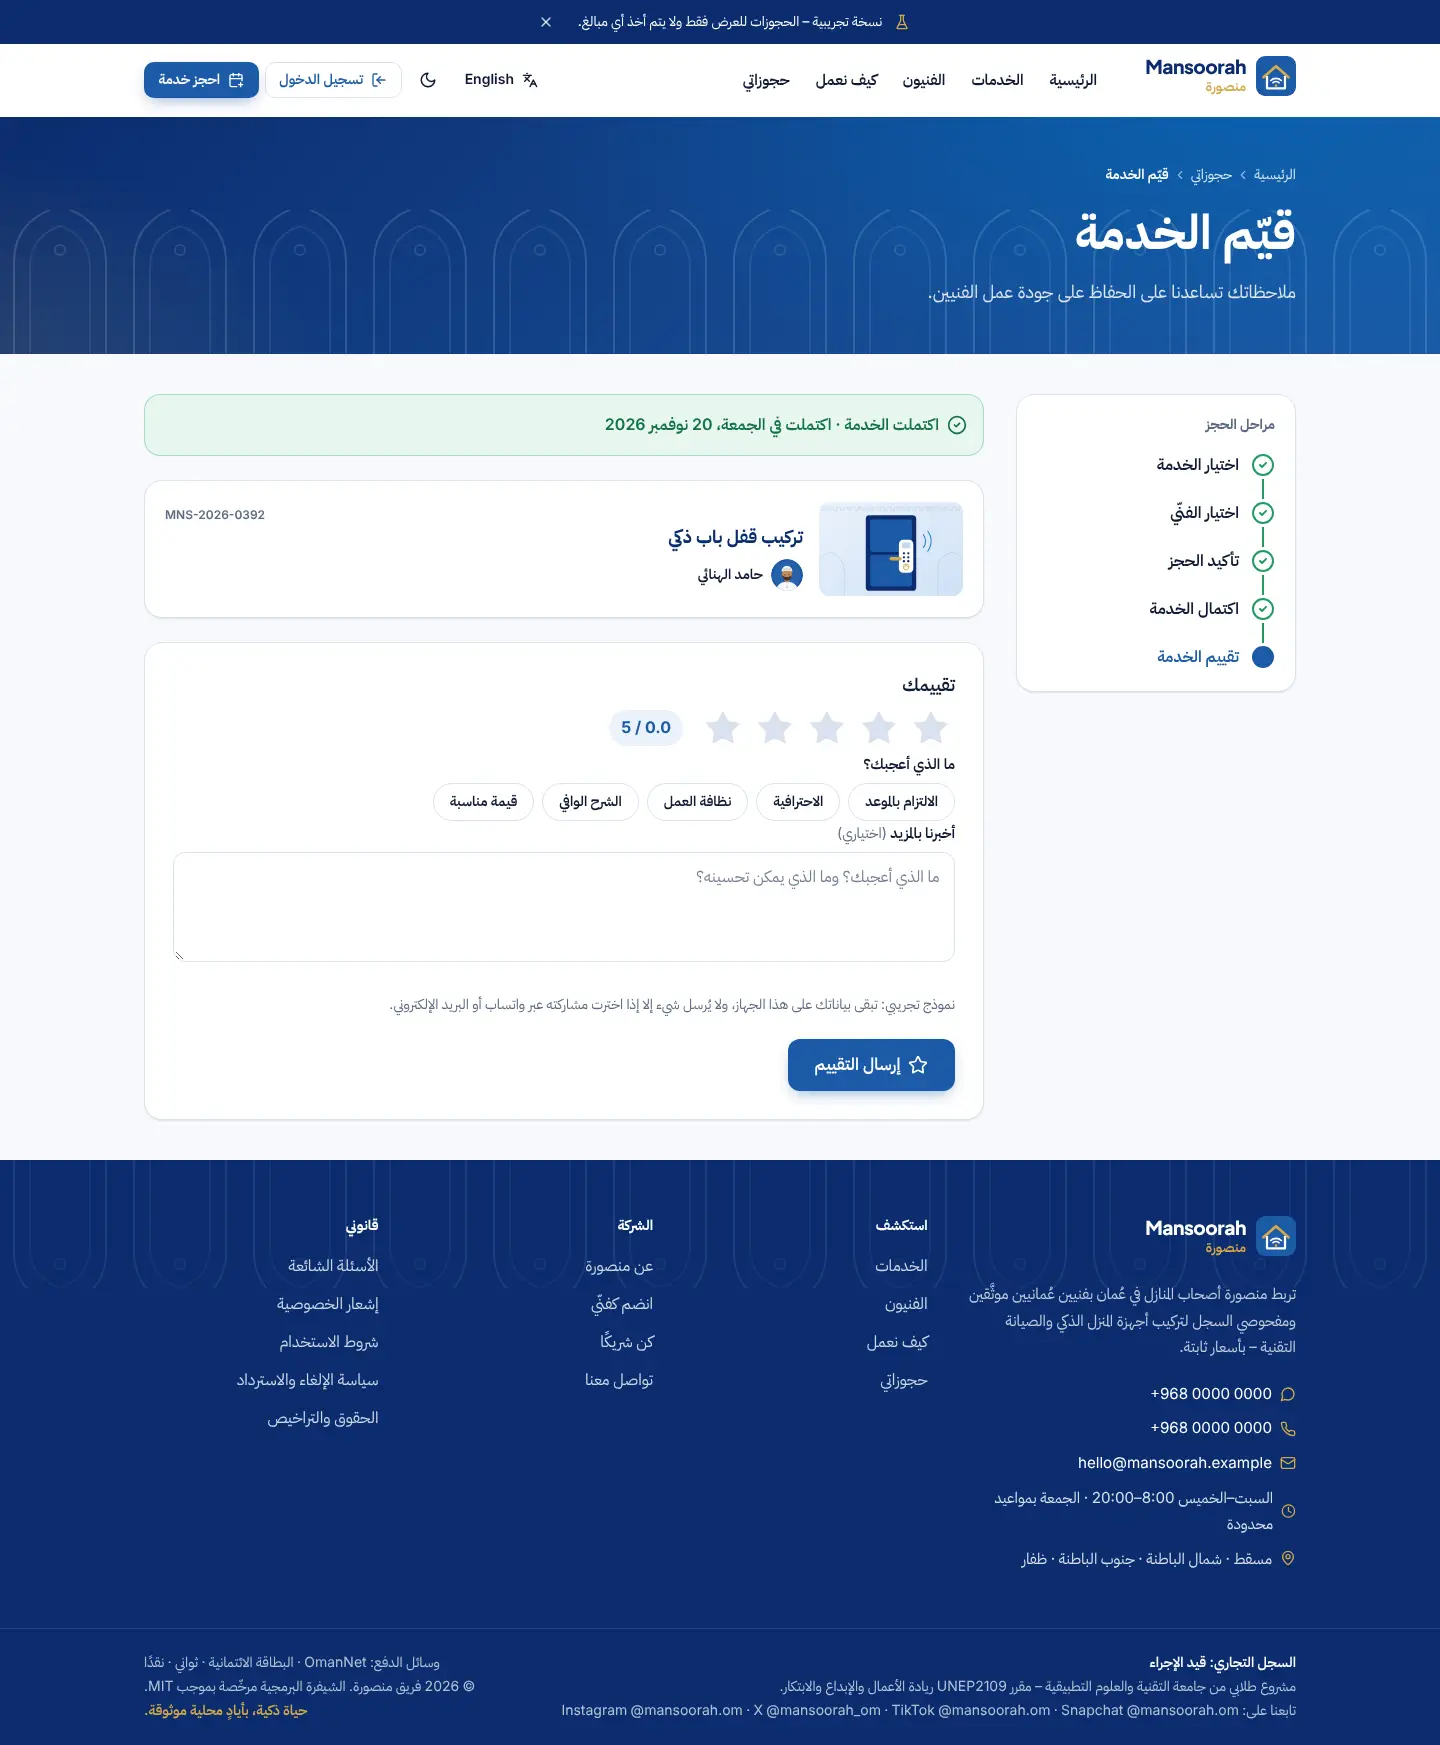 نسخة تجريبية – الحجوزات للعرض فقط ولا يتم أخذ أي مبالغ.
Mansoorah
منصورة
الرئيسية
الخدمات
الفنيون
كيف نعمل
حجوزاتي
English
تسجيل الدخول
احجز خدمة
الرئيسية › حجوزاتي › قيّم الخدمة
قيّم الخدمة
ملاحظاتك تساعدنا على الحفاظ على جودة عمل الفنيين.
مراحل الحجز
اختيار الخدمة
اختيار الفنّي
تأكيد الحجز
اكتمال الخدمة
تقييم الخدمة
اكتملت الخدمة · اكتملت في الجمعة، 20 نوفمبر 2026
MNS-2026-0392
تركيب قفل باب ذكي
حامد الهنائي
تقييمك
0.0 / 5
ما الذي أعجبك؟
الالتزام بالموعد
الاحترافية
نظافة العمل
الشرح الوافي
قيمة مناسبة
أخبرنا بالمزيد (اختياري)
ما الذي أعجبك؟ وما الذي يمكن تحسينه؟
نموذج تجريبي: تبقى بياناتك على هذا الجهاز، ولا يُرسل شيء إلا إذا اخترت مشاركته عبر واتساب أو البريد الإلكتروني.
إرسال التقييم
Mansoorah
منصورة
تربط منصورة أصحاب المنازل في عُمان بفنيين عُمانيين موثَّقين
ومفحوصي السجل لتركيب أجهزة المنزل الذكي والصيانة
التقنية – بأسعار ثابتة.
+968 0000 0000
+968 0000 0000
hello@mansoorah.example
السبت–الخميس 8:00–20:00 · الجمعة بمواعيد
محدودة
مسقط · شمال الباطنة · جنوب الباطنة · ظفار
استكشف
الخدمات
الفنيون
كيف نعمل
حجوزاتي
الشركة
عن منصورة
انضم كفنّي
كن شريكًا
تواصل معنا
قانوني
الأسئلة الشائعة
إشعار الخصوصية
شروط الاستخدام
سياسة الإلغاء والاسترداد
الحقوق والتراخيص
السجل التجاري: قيد الإجراء
مشروع طلابي من جامعة التقنية والعلوم التطبيقية – مقرر UNEP2109 ريادة الأعمال والإبداع والابتكار.
تابعنا على: Instagram @mansoorah.om · X @mansoorah_om · TikTok @mansoorah.om · Snapchat @mansoorah.om
وسائل الدفع: OmanNet · البطاقة الائتمانية · ثواني · نقدًا
© 2026 فريق منصورة. الشيفرة البرمجية مرخّصة بموجب MIT.
حياة ذكية، بأيادٍ محلية موثوقة.